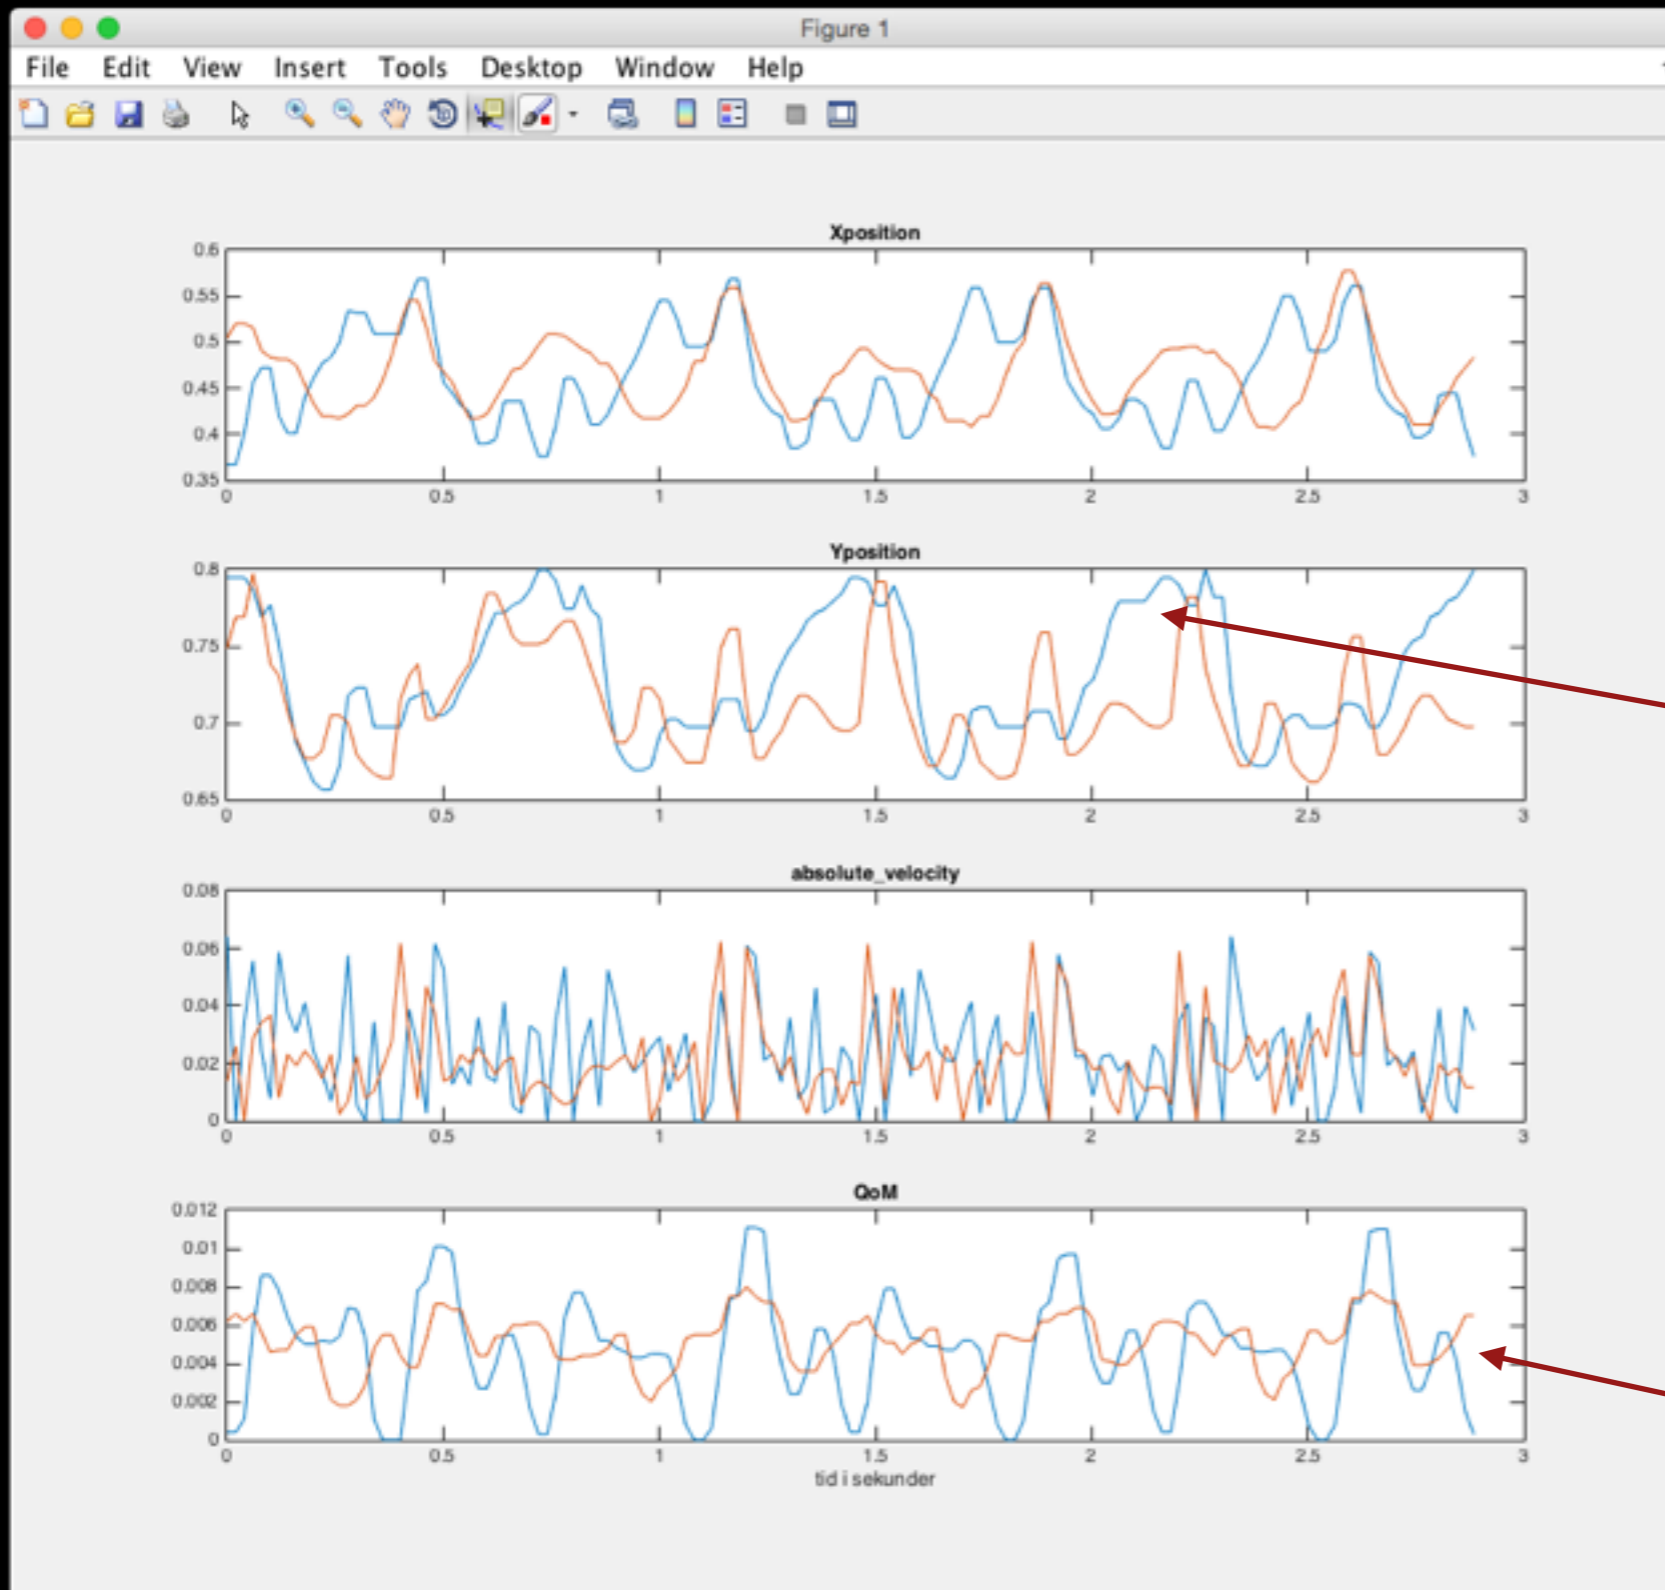 Figure 1
File Edit View Insert Tools Desktop Window Help
Xposition
0.6
0.55
0.5
0.45
0.4
0.35
0 0.5 1 1.5 2 2.5 3
Yposition
0.8
0.75
0.7
0.65
0 0.5 1 1.5 2 2.5 3
absolute_velocity
0.08
0.06
0.04
0.02
0
0 0.5 1 1.5 2 2.5 3
QoM
0.012
0.01
0.008
0.006
0.004
0.002
0
0 0.5 1 1.5 2 2.5 3
tid i sekunder